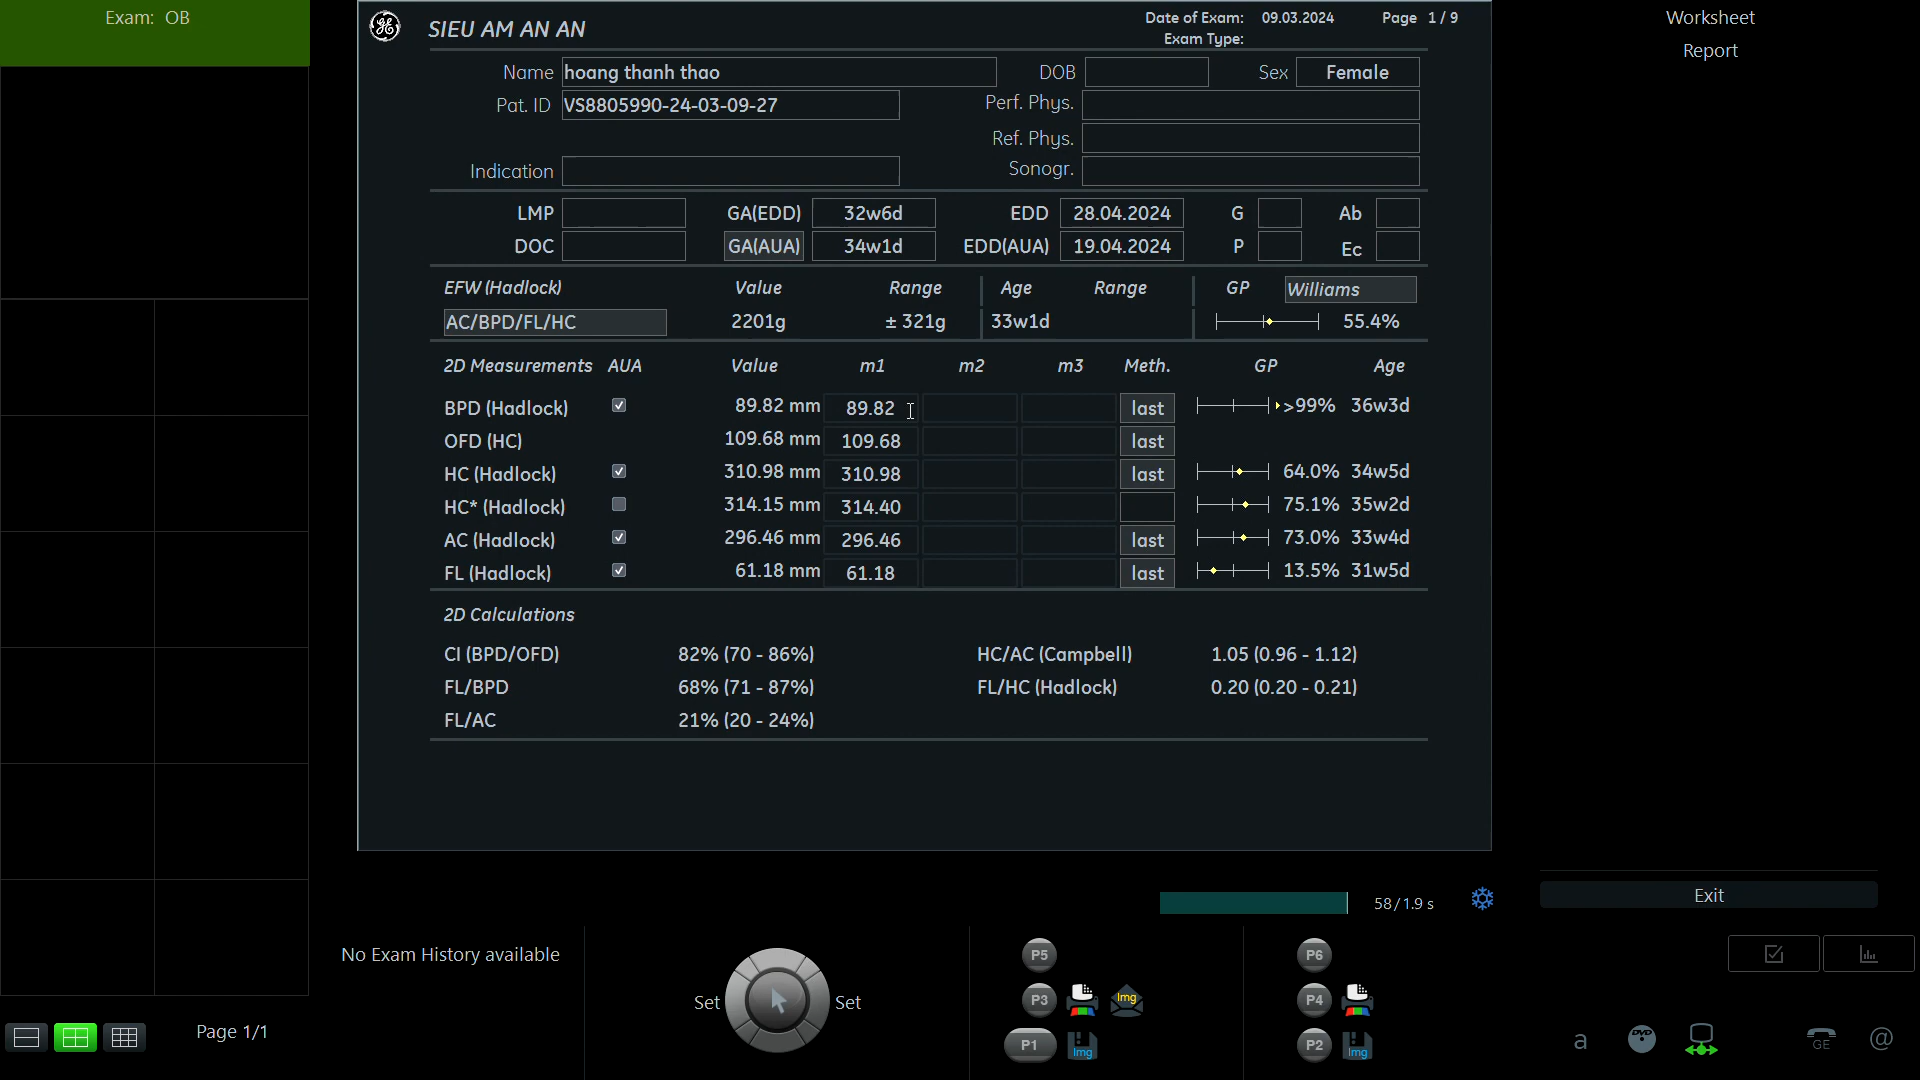 Exam: OB
SIEU AM AN AN
Date of Exam: 09.03.2024 Page 1 / 9
Exam Type:
Worksheet
Report
Name hoang thanh thao DOB Sex Female
Pat. ID VS8805990-24-03-09-27 Perf. Phys.
Ref. Phys.
Indication Sonogr.
LMP GA(EDD) 32w6d EDD 28.04.2024 G Ab
DOC GA(AUA) 34w1d EDD(AUA) 19.04.2024 P Ec
EFW (Hadlock) Value Range Age Range GP Williams
AC/BPD/FL/HC 2201g ± 321g 33w1d 55.4%
2D Measurements AUA Value m1 m2 m3 Meth. GP Age
BPD (Hadlock) 89.82 mm 89.82 last >99% 36w3d
OFD (HC) 109.68 mm 109.68 last
HC (Hadlock) 310.98 mm 310.98 last 64.0% 34w5d
HC* (Hadlock) 314.15 mm 314.40 75.1% 35w2d
AC (Hadlock) 296.46 mm 296.46 last 73.0% 33w4d
FL (Hadlock) 61.18 mm 61.18 last 13.5% 31w5d
2D Calculations
CI (BPD/OFD) 82% (70 - 86%) HC/AC (Campbell) 1.05 (0.96 - 1.12)
FL/BPD 68% (71 - 87%) FL/HC (Hadlock) 0.20 (0.20 - 0.21)
FL/AC 21% (20 - 24%)
58 / 1.9 s
Exit
No Exam History available
Set Set
P5 P6
P3 Img P4
P1 Img P2 Img
Page 1/1
a DVD GE @